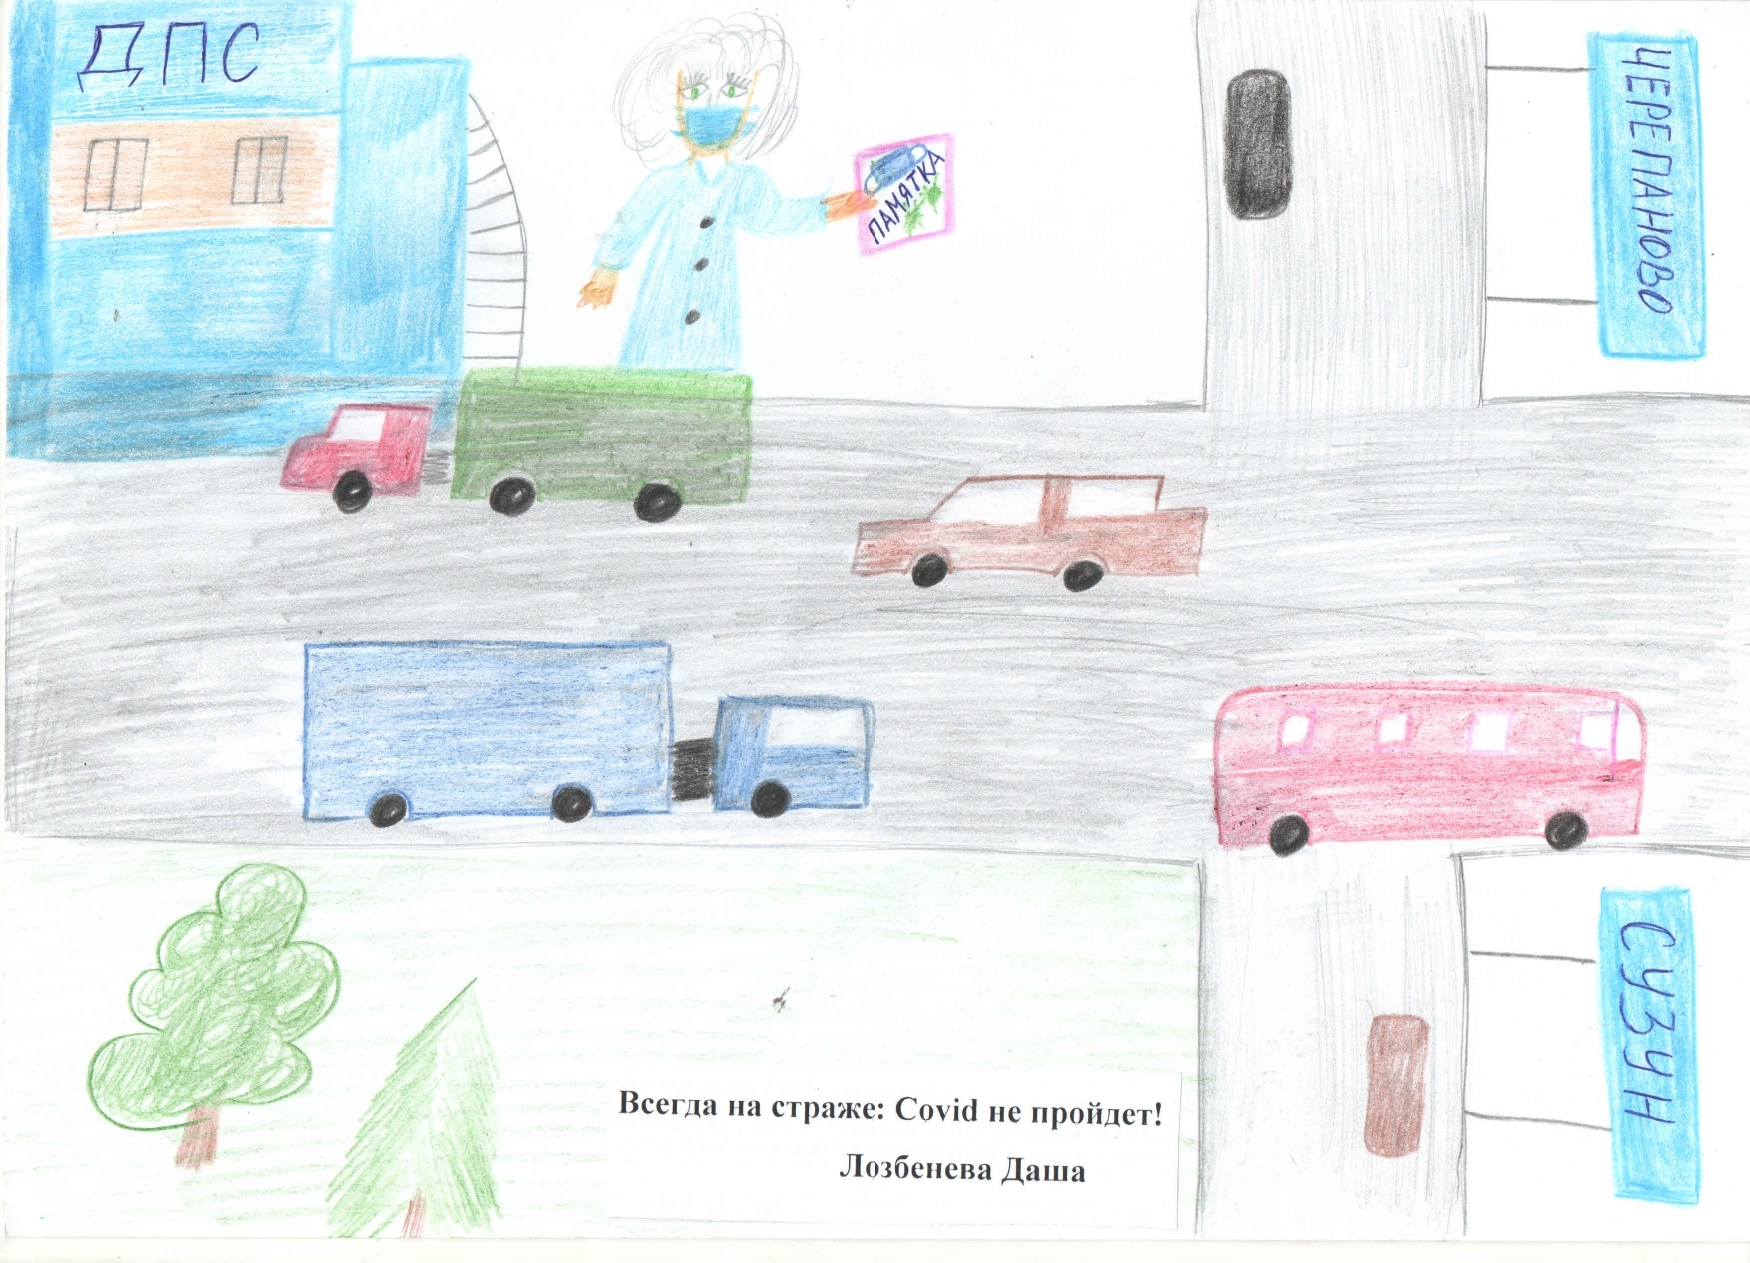 ДПС
ПАМЯТКА
ЧЕРЕПАНОВО
СУЗУН
Всегда на страже: Covid не пройдет!
Лозбенева Даша